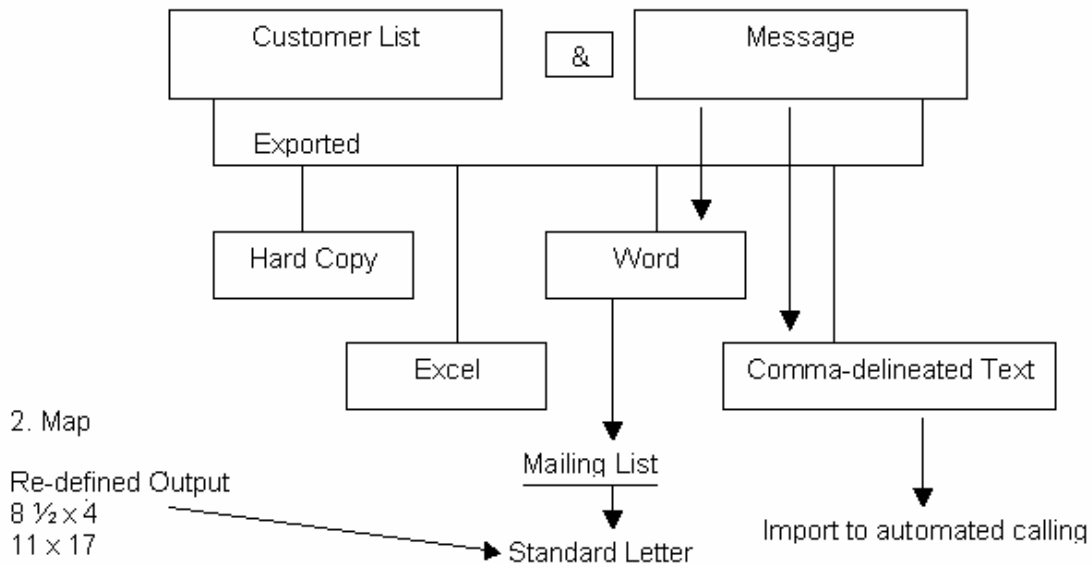 Customer List
&
Message
Exported
Hard Copy
Word
Excel
Comma-delineated Text
2. Map
Mailing List
Re-defined Output
8 ½ x 4
11 x 17
Import to automated calling
Standard Letter